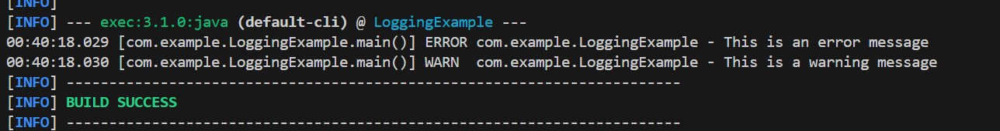 [INFO]
[INFO] --- exec:3.1.0:java (default-cli) @ LoggingExample ---
00:40:18.029 [com.example.LoggingExample.main()] ERROR com.example.LoggingExample - This is an error message
00:40:18.030 [com.example.LoggingExample.main()] WARN  com.example.LoggingExample - This is a warning message
[INFO] ------------------------------------------------------------------------
[INFO] BUILD SUCCESS
[INFO] ------------------------------------------------------------------------